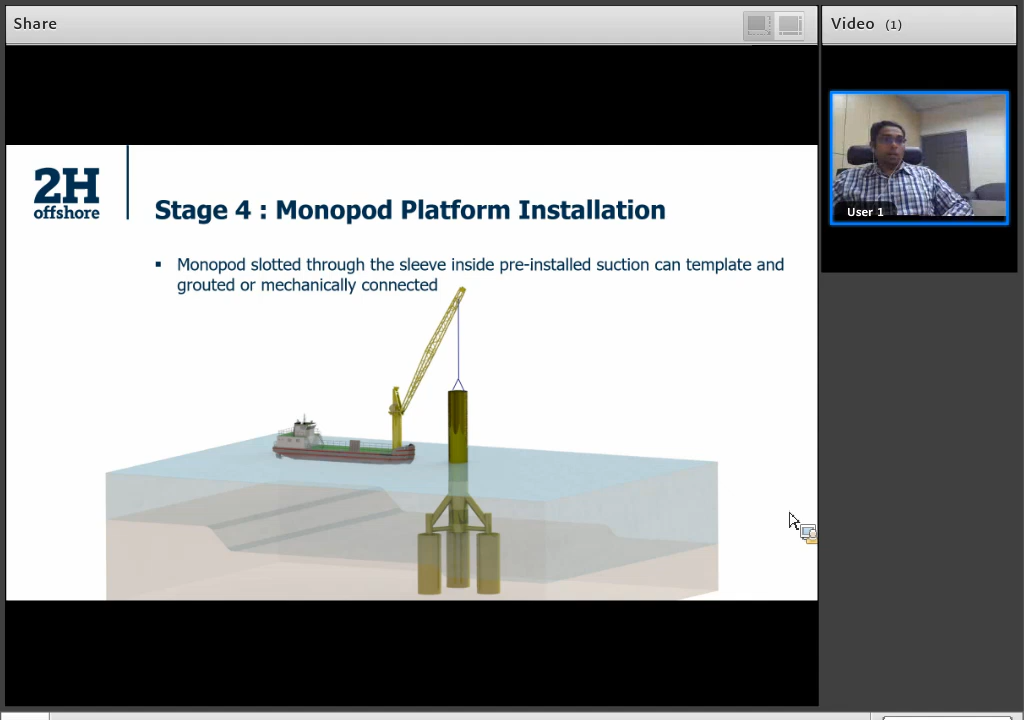 Share
Video (1)
2H
offshore
Stage 4 : Monopod Platform Installation
▪ Monopod slotted through the sleeve inside pre-installed suction can template and
grouted or mechanically connected
User 1